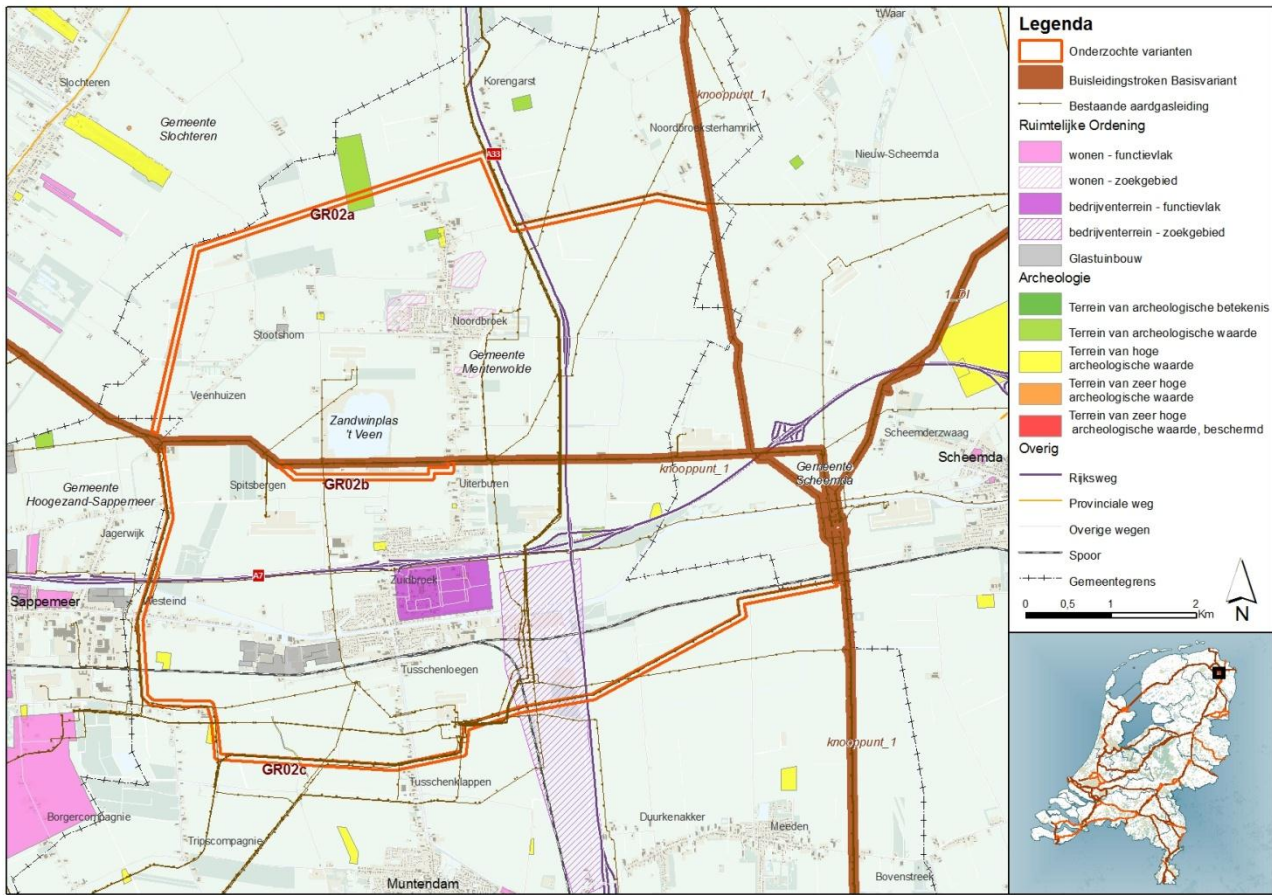 'tWaar
Slochteren
Korengarst
knooppunt_1
Gemeente
Slochteren
Noordbroeksterhamrik
A33
Nieuw-Scheemda
GR02a
Noordbroek
Stootshorn
Gemeente
Menterwolde
Veenhuizen
Zandwinplas
't Veen
Scheemderzwaag
Scheemda
knooppunt_1
Gemeente
Scheemda
Gemeente
Hoogezand-Sappemeer
Spitsbergen
GR02b
Uiterburen
Jagerwijk
A7
Zuidbroek
Sappemeer
Westeind
Tusschenloegen
knooppunt_1
GR02c
Tusschenklappen
Borgercompagnie
Tripscompagnie
Duurkenakker
Meeden
Bovenstreek
Muntendam
Legenda
Onderzochte varianten
Buisleidingstroken Basisvariant
Bestaande aardgasleiding
Ruimtelijke Ordening
wonen - functievlak
wonen - zoekgebied
bedrijventerrein - functievlak
bedrijventerrein - zoekgebied
Glastuinbouw
Archeologie
Terrein van archeologische betekenis
Terrein van archeologische waarde
Terrein van hoge
archeologische waarde
Terrein van zeer hoge
archeologische waarde
Terrein van zeer hoge
archeologische waarde, beschermd
Overig
Rijksweg
Provinciale weg
Overige wegen
Spoor
Gemeentegrens
0 0,5 1 2
Km
N